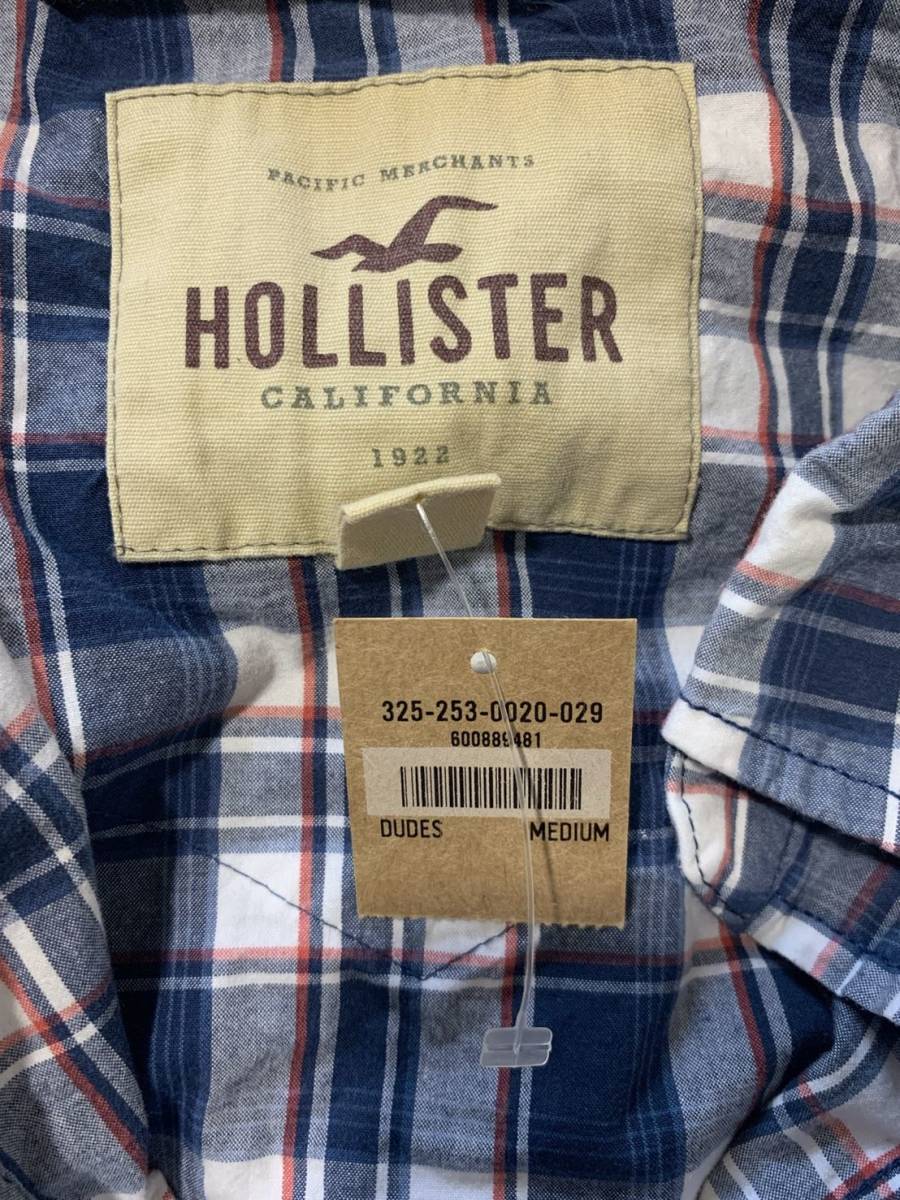 PACIFIC MERCHANTS
HOLLISTER
CALIFORNIA
1922
325-253-0020-029
600889481
DUDES MEDIUM